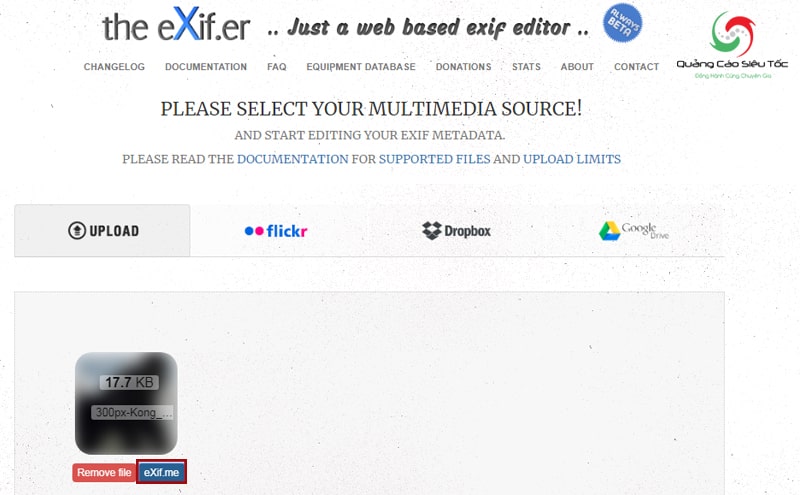 the eXif.er .. Just a web based exif editor .. ALWAYS BETA
Quảng Cáo Siêu Tốc
Đồng Hành Cùng Chuyên Gia
CHANGELOG DOCUMENTATION FAQ EQUIPMENT DATABASE DONATIONS STATS ABOUT CONTACT
PLEASE SELECT YOUR MULTIMEDIA SOURCE!
AND START EDITING YOUR EXIF METADATA.
PLEASE READ THE DOCUMENTATION FOR SUPPORTED FILES AND UPLOAD LIMITS
UPLOAD flickr Dropbox Google Drive
17.7 KB
300px-Kong_...
Remove file eXif.me